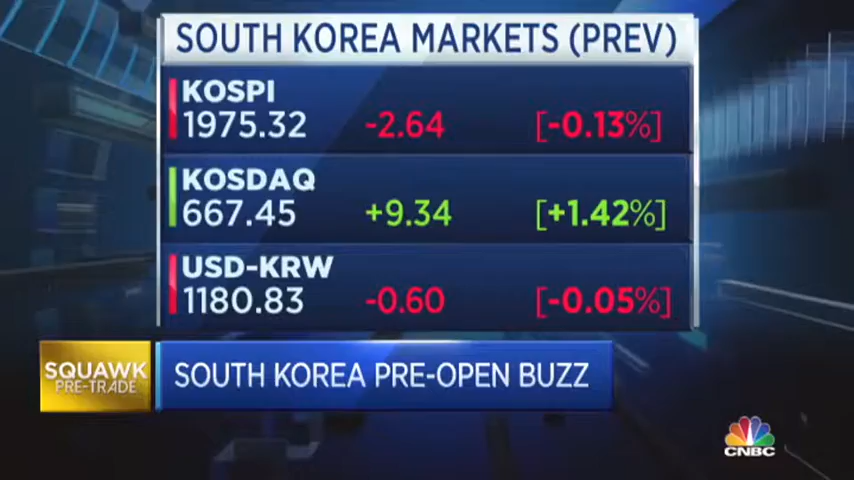 SOUTH KOREA MARKETS (PREV)
KOSPI
1975.32 -2.64 [-0.13%]
KOSDAQ
667.45 +9.34 [+1.42%]
USD-KRW
1180.83 -0.60 [-0.05%]
SQUAWK
PRE-TRADE
SOUTH KOREA PRE-OPEN BUZZ
CNBC